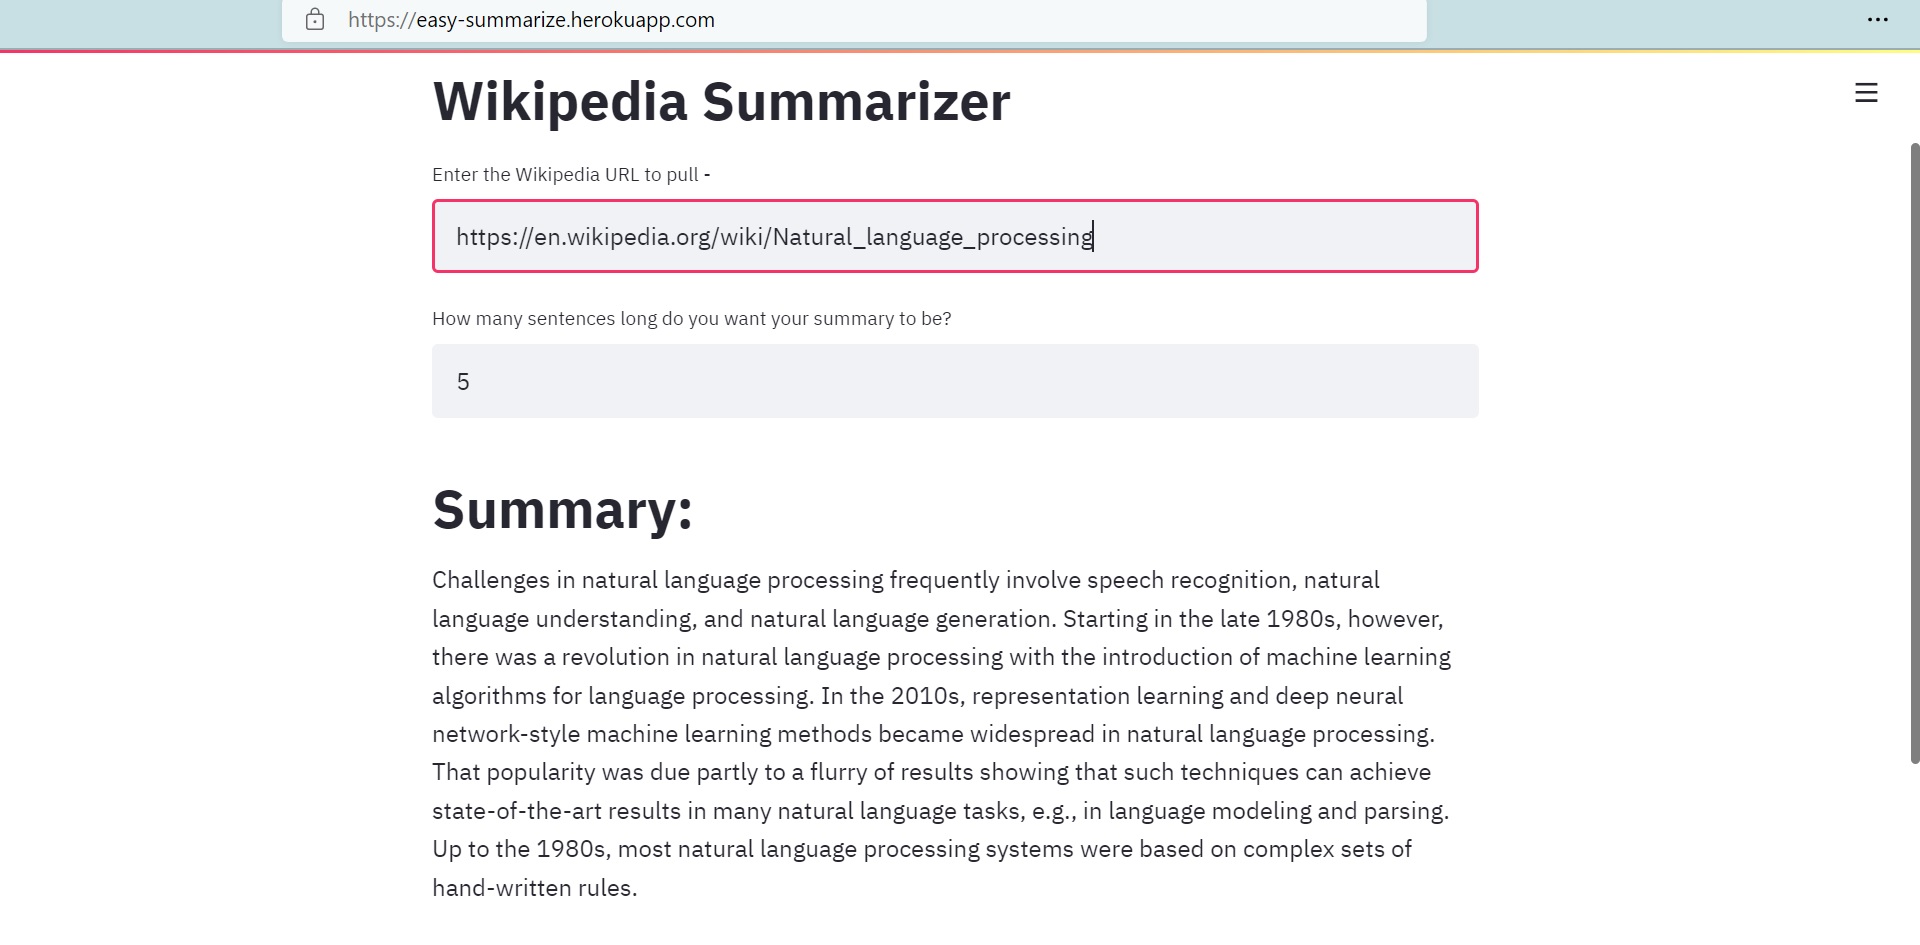 https://easy-summarize.herokuapp.com
Wikipedia Summarizer
Enter the Wikipedia URL to pull -
https://en.wikipedia.org/wiki/Natural_language_processing
How many sentences long do you want your summary to be?
5
Summary:
Challenges in natural language processing frequently involve speech recognition, natural
language understanding, and natural language generation. Starting in the late 1980s, however,
there was a revolution in natural language processing with the introduction of machine learning
algorithms for language processing. In the 2010s, representation learning and deep neural
network-style machine learning methods became widespread in natural language processing.
That popularity was due partly to a flurry of results showing that such techniques can achieve
state-of-the-art results in many natural language tasks, e.g., in language modeling and parsing.
Up to the 1980s, most natural language processing systems were based on complex sets of
hand-written rules.